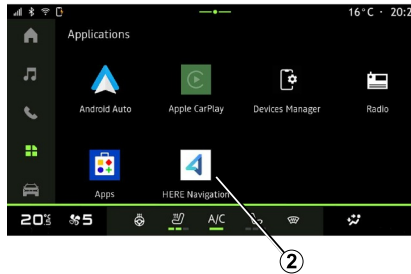 16°C · 20:2
Applications
Android Auto
Apple CarPlay
Devices Manager
Radio
Apps
HERE Navigation
20.5
5
A/C
2